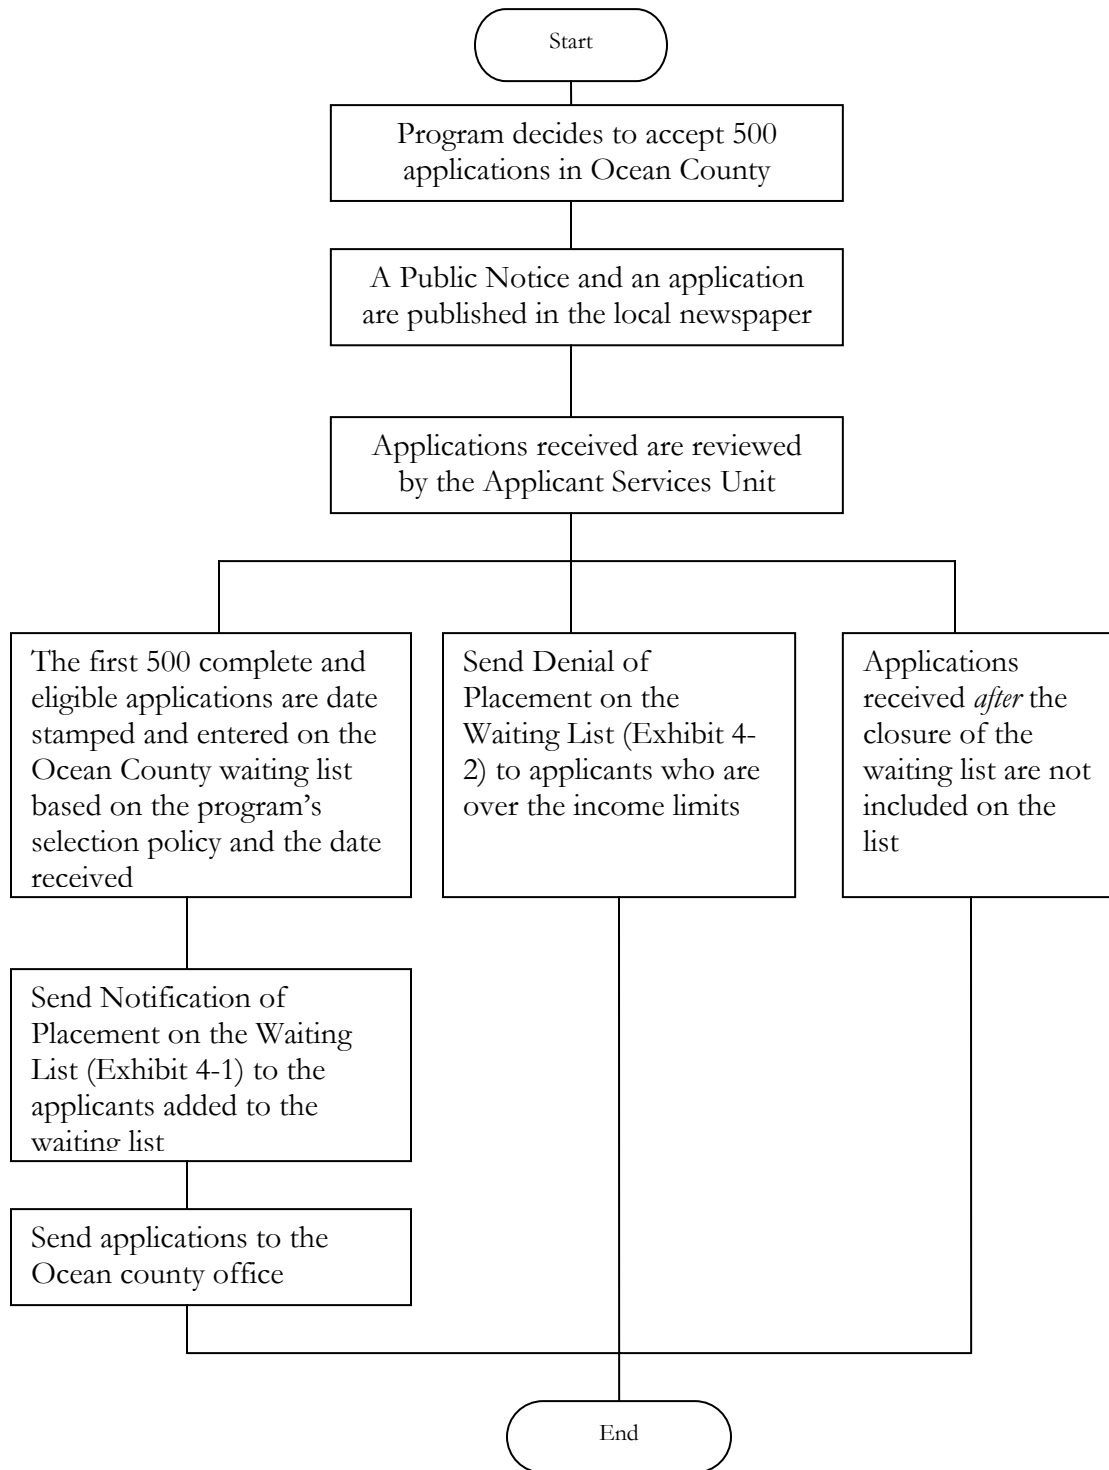 Start
Program decides to accept 500
applications in Ocean County
A Public Notice and an application
are published in the local newspaper
Applications received are reviewed
by the Applicant Services Unit
The first 500 complete and
eligible applications are date
stamped and entered on the
Ocean County waiting list
based on the program’s
selection policy and the date
received
Send Denial of
Placement on the
Waiting List (Exhibit 4-
2) to applicants who are
over the income limits
Applications
received after the
closure of the
waiting list are not
included on the
list
Send Notification of
Placement on the Waiting
List (Exhibit 4-1) to the
applicants added to the
waiting list
Send applications to the
Ocean county office
End